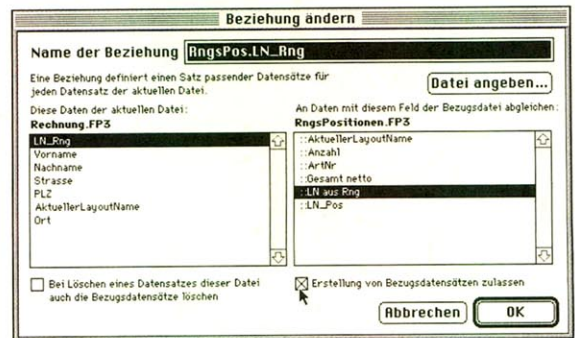 Beziehung ändern
Name der Beziehung RngsPos.LN_Rng
Eine Beziehung definiert einen Satz passender Datensätze für
jeden Datensatz der aktuellen Datei.
Datei angeben...
Diese Daten der aktuellen Datei:
Rechnung.FP3
LN_Rng
Vorname
Nachname
Strasse
PLZ
AktuellerLayoutName
Ort
An Daten mit diesem Feld der Bezugsdatei abgleichen:
RngsPositionen.FP3
::AktuellerLayoutName
::Anzahl
::ArtNr
::Gesamt netto
::LN aus Rng
::LN_Pos
Bei Löschen eines Datensatzes dieser Datei
auch die Bezugsdatensätze löschen
Erstellung von Bezugsdatensätzen zulassen
Abbrechen
OK